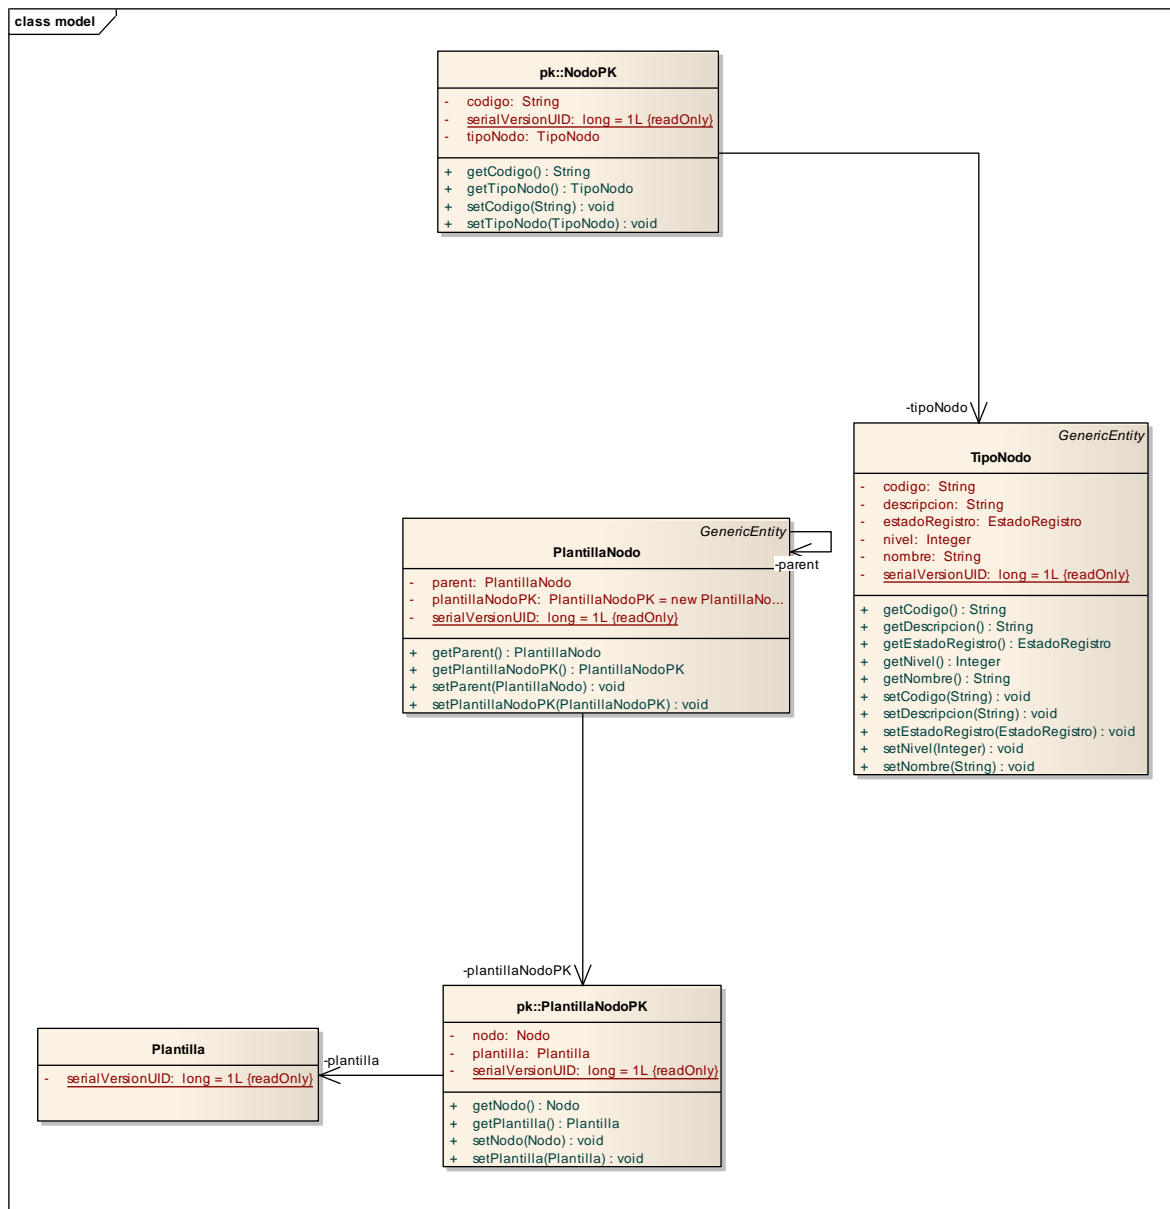 class model
pk::NodoPK
- codigo: String
- serialVersionUID: long = 1L {readOnly}
- tipoNodo: TipoNodo
+ getCodigo() : String
+ getTipoNodo() : TipoNodo
+ setCodigo(String) : void
+ setTipoNodo(TipoNodo) : void
-tipoNodo
GenericEntity
TipoNodo
- codigo: String
- descripcion: String
- estadoRegistro: EstadoRegistro
- nivel: Integer
- nombre: String
- serialVersionUID: long = 1L {readOnly}
+ getCodigo() : String
+ getDescripcion() : String
+ getEstadoRegistro() : EstadoRegistro
+ getNivel() : Integer
+ getNombre() : String
+ setCodigo(String) : void
+ setDescripcion(String) : void
+ setEstadoRegistro(EstadoRegistro) : void
+ setNivel(Integer) : void
+ setNombre(String) : void
GenericEntity
PlantillaNodo
-parent
- parent: PlantillaNodo
- plantillaNodoPK: PlantillaNodoPK = new PlantillaNo...
- serialVersionUID: long = 1L {readOnly}
+ getParent() : PlantillaNodo
+ getPlantillaNodoPK() : PlantillaNodoPK
+ setParent(PlantillaNodo) : void
+ setPlantillaNodoPK(PlantillaNodoPK) : void
-plantillaNodoPK
pk::PlantillaNodoPK
- nodo: Nodo
- plantilla: Plantilla
- serialVersionUID: long = 1L {readOnly}
+ getNodo() : Nodo
+ getPlantilla() : Plantilla
+ setNodo(Nodo) : void
+ setPlantilla(Plantilla) : void
-plantilla
Plantilla
- serialVersionUID: long = 1L {readOnly}